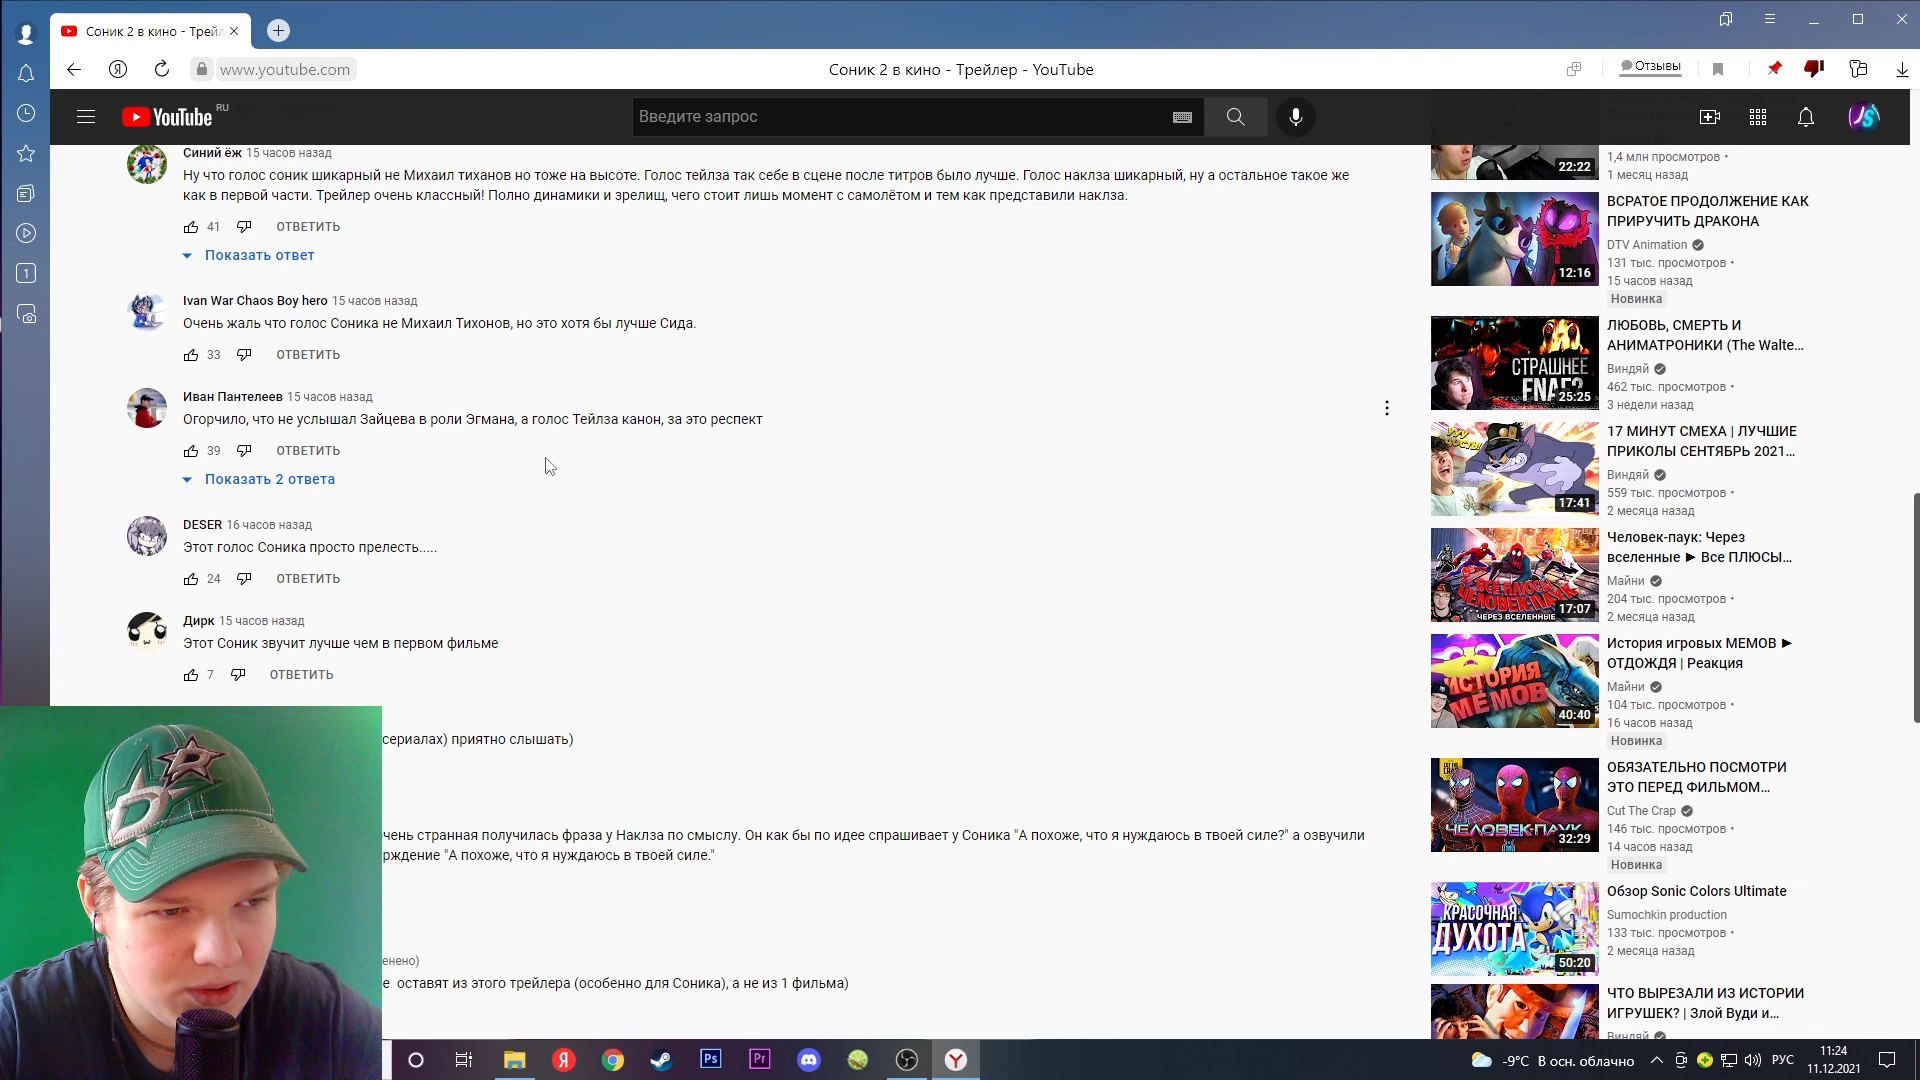 Соник 2 в кино - Трейл
www.youtube.com
Соник 2 в кино - Трейлер - YouTube
Отзывы
YouTube RU
Введите запрос
Синий ёж 15 часов назад
Ну что голос соник шикарный не Михаил тиханов но тоже на высоте. Голос тейлза так себе в сцене после титров было лучше. Голос наклза шикарный, ну а остальное такое же
как в первой части. Трейлер очень классный! Полно динамики и зрелищ, чего стоит лишь момент с самолётом и тем как представили наклза.
41 ОТВЕТИТЬ
Показать ответ
Ivan War Chaos Boy hero 15 часов назад
Очень жаль что голос Соника не Михаил Тихонов, но это хотя бы лучше Сида.
33 ОТВЕТИТЬ
Иван Пантелеев 15 часов назад
Огорчило, что не услышал Зайцева в роли Эгмана, а голос Тейлза канон, за это респект
39 ОТВЕТИТЬ
Показать 2 ответа
DESER 16 часов назад
Этот голос Соника просто прелесть.....
24 ОТВЕТИТЬ
Дирк 15 часов назад
Этот Соник звучит лучше чем в первом фильме
7 ОТВЕТИТЬ
сериалах) приятно слышать)
чень странная получилась фраза у Наклза по смыслу. Он как бы по идее спрашивает у Соника "А похоже, что я нуждаюсь в твоей силе?" а озвучили
рждение "А похоже, что я нуждаюсь в твоей силе."
енено)
е оставят из этого трейлера (особенно для Соника), а не из 1 фильма)
22:22
1,4 млн просмотров •
1 месяц назад
12:16
ВСРАТОЕ ПРОДОЛЖЕНИЕ КАК
ПРИРУЧИТЬ ДРАКОНА
DTV Animation
131 тыс. просмотров •
15 часов назад
Новинка
СТРАШНЕЕ
FNAF?
25:25
ЛЮБОВЬ, СМЕРТЬ И
АНИМАТРОНИКИ (The Walte...
Виндяй
462 тыс. просмотров •
3 недели назад
17:41
17 МИНУТ СМЕХА | ЛУЧШИЕ
ПРИКОЛЫ СЕНТЯБРЬ 2021...
Виндяй
559 тыс. просмотров •
2 месяца назад
ВСЕ ПЛЮСЫ
ЧЕЛОВЕК-ПАУК
ЧЕРЕЗ ВСЕЛЕННЫЕ
17:07
Человек-паук: Через
вселенные ► Все ПЛЮСЫ...
Майни
204 тыс. просмотров •
2 месяца назад
ИСТОРИЯ
МЕМОВ
40:40
История игровых МЕМОВ ►
ОТДОЖДЯ | Реакция
Майни
104 тыс. просмотров •
16 часов назад
Новинка
ЧЕЛОВЕК-ПАУК
32:29
ОБЯЗАТЕЛЬНО ПОСМОТРИ
ЭТО ПЕРЕД ФИЛЬМОМ...
Cut The Crap
146 тыс. просмотров •
14 часов назад
Новинка
КРАСОЧНАЯ
ДУХОТА
50:20
Обзор Sonic Colors Ultimate
Sumochkin production
133 тыс. просмотров •
2 месяца назад
ЧТО ВЫРЕЗАЛИ ИЗ ИСТОРИИ
ИГРУШЕК? | Злой Вуди и...
Виндяй
-9°C В осн. облачно
РУС
11:24
11.12.2021